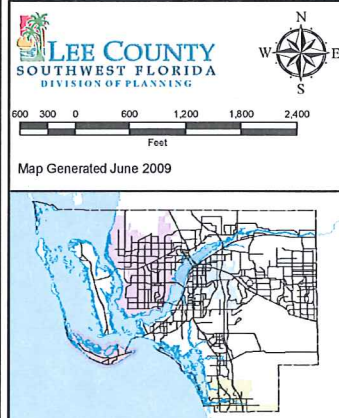 N
LEE COUNTY
W E
SOUTHWEST FLORIDA
DIVISION OF PLANNING
S
600 300 0 600 1,200 1,800 2,400
Feet
Map Generated June 2009